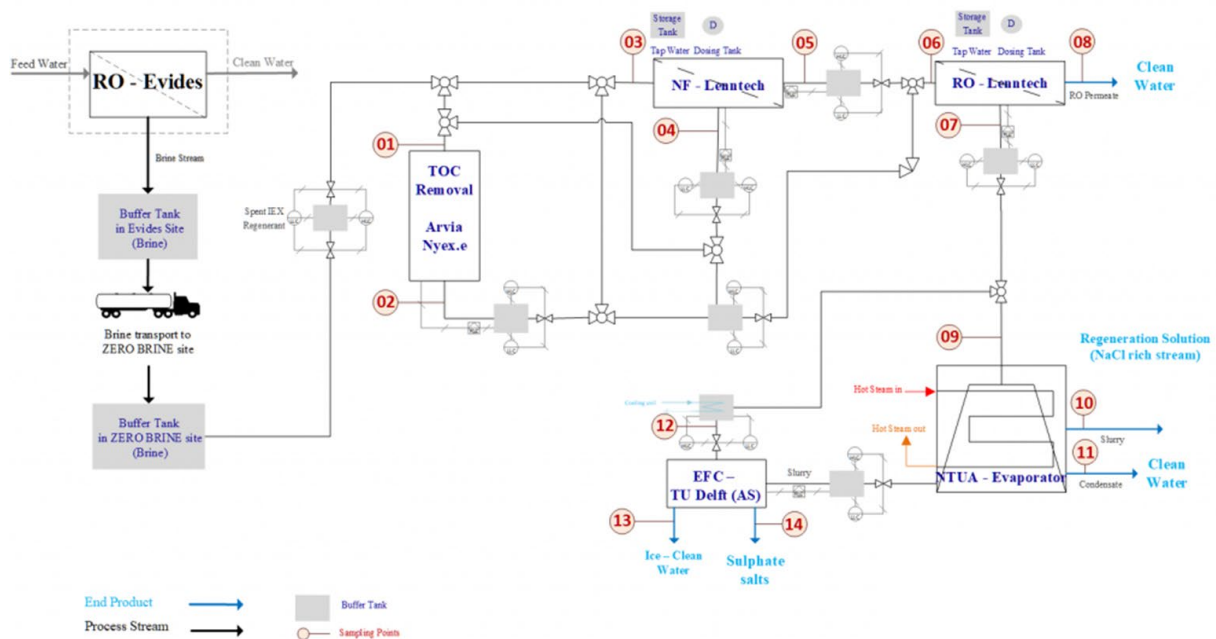 Feed Water
RO - Evides
Clean Water
Brine Stream
Buffer Tank
in Evides Site
(Brine)
Brine transport to
ZERO BRINE site
Buffer Tank
in ZERO BRINE site
(Brine)
Spent IEX
Regenerant
01
TOC
Removal
Arvia
Nyex.e
02
Storage
Tank
D
03
Tap Water
Dosing Tank
NF - Lenntech
04
05
Storage
Tank
D
06
Tap Water
Dosing Tank
RO - Lenntech
07
08
RO Permeate
Clean
Water
09
Regeneration Solution
(NaCl rich stream)
Hot Steam in
Hot Steam out
10
Slurry
11
NTUA - Evaporator
Condensate
Clean
Water
Cooling coil
12
EFC –
TU Delft (AS)
Slurry
13
14
Ice – Clean
Water
Sulphate
salts
End Product
Process Stream
Buffer Tank
Sampling Points